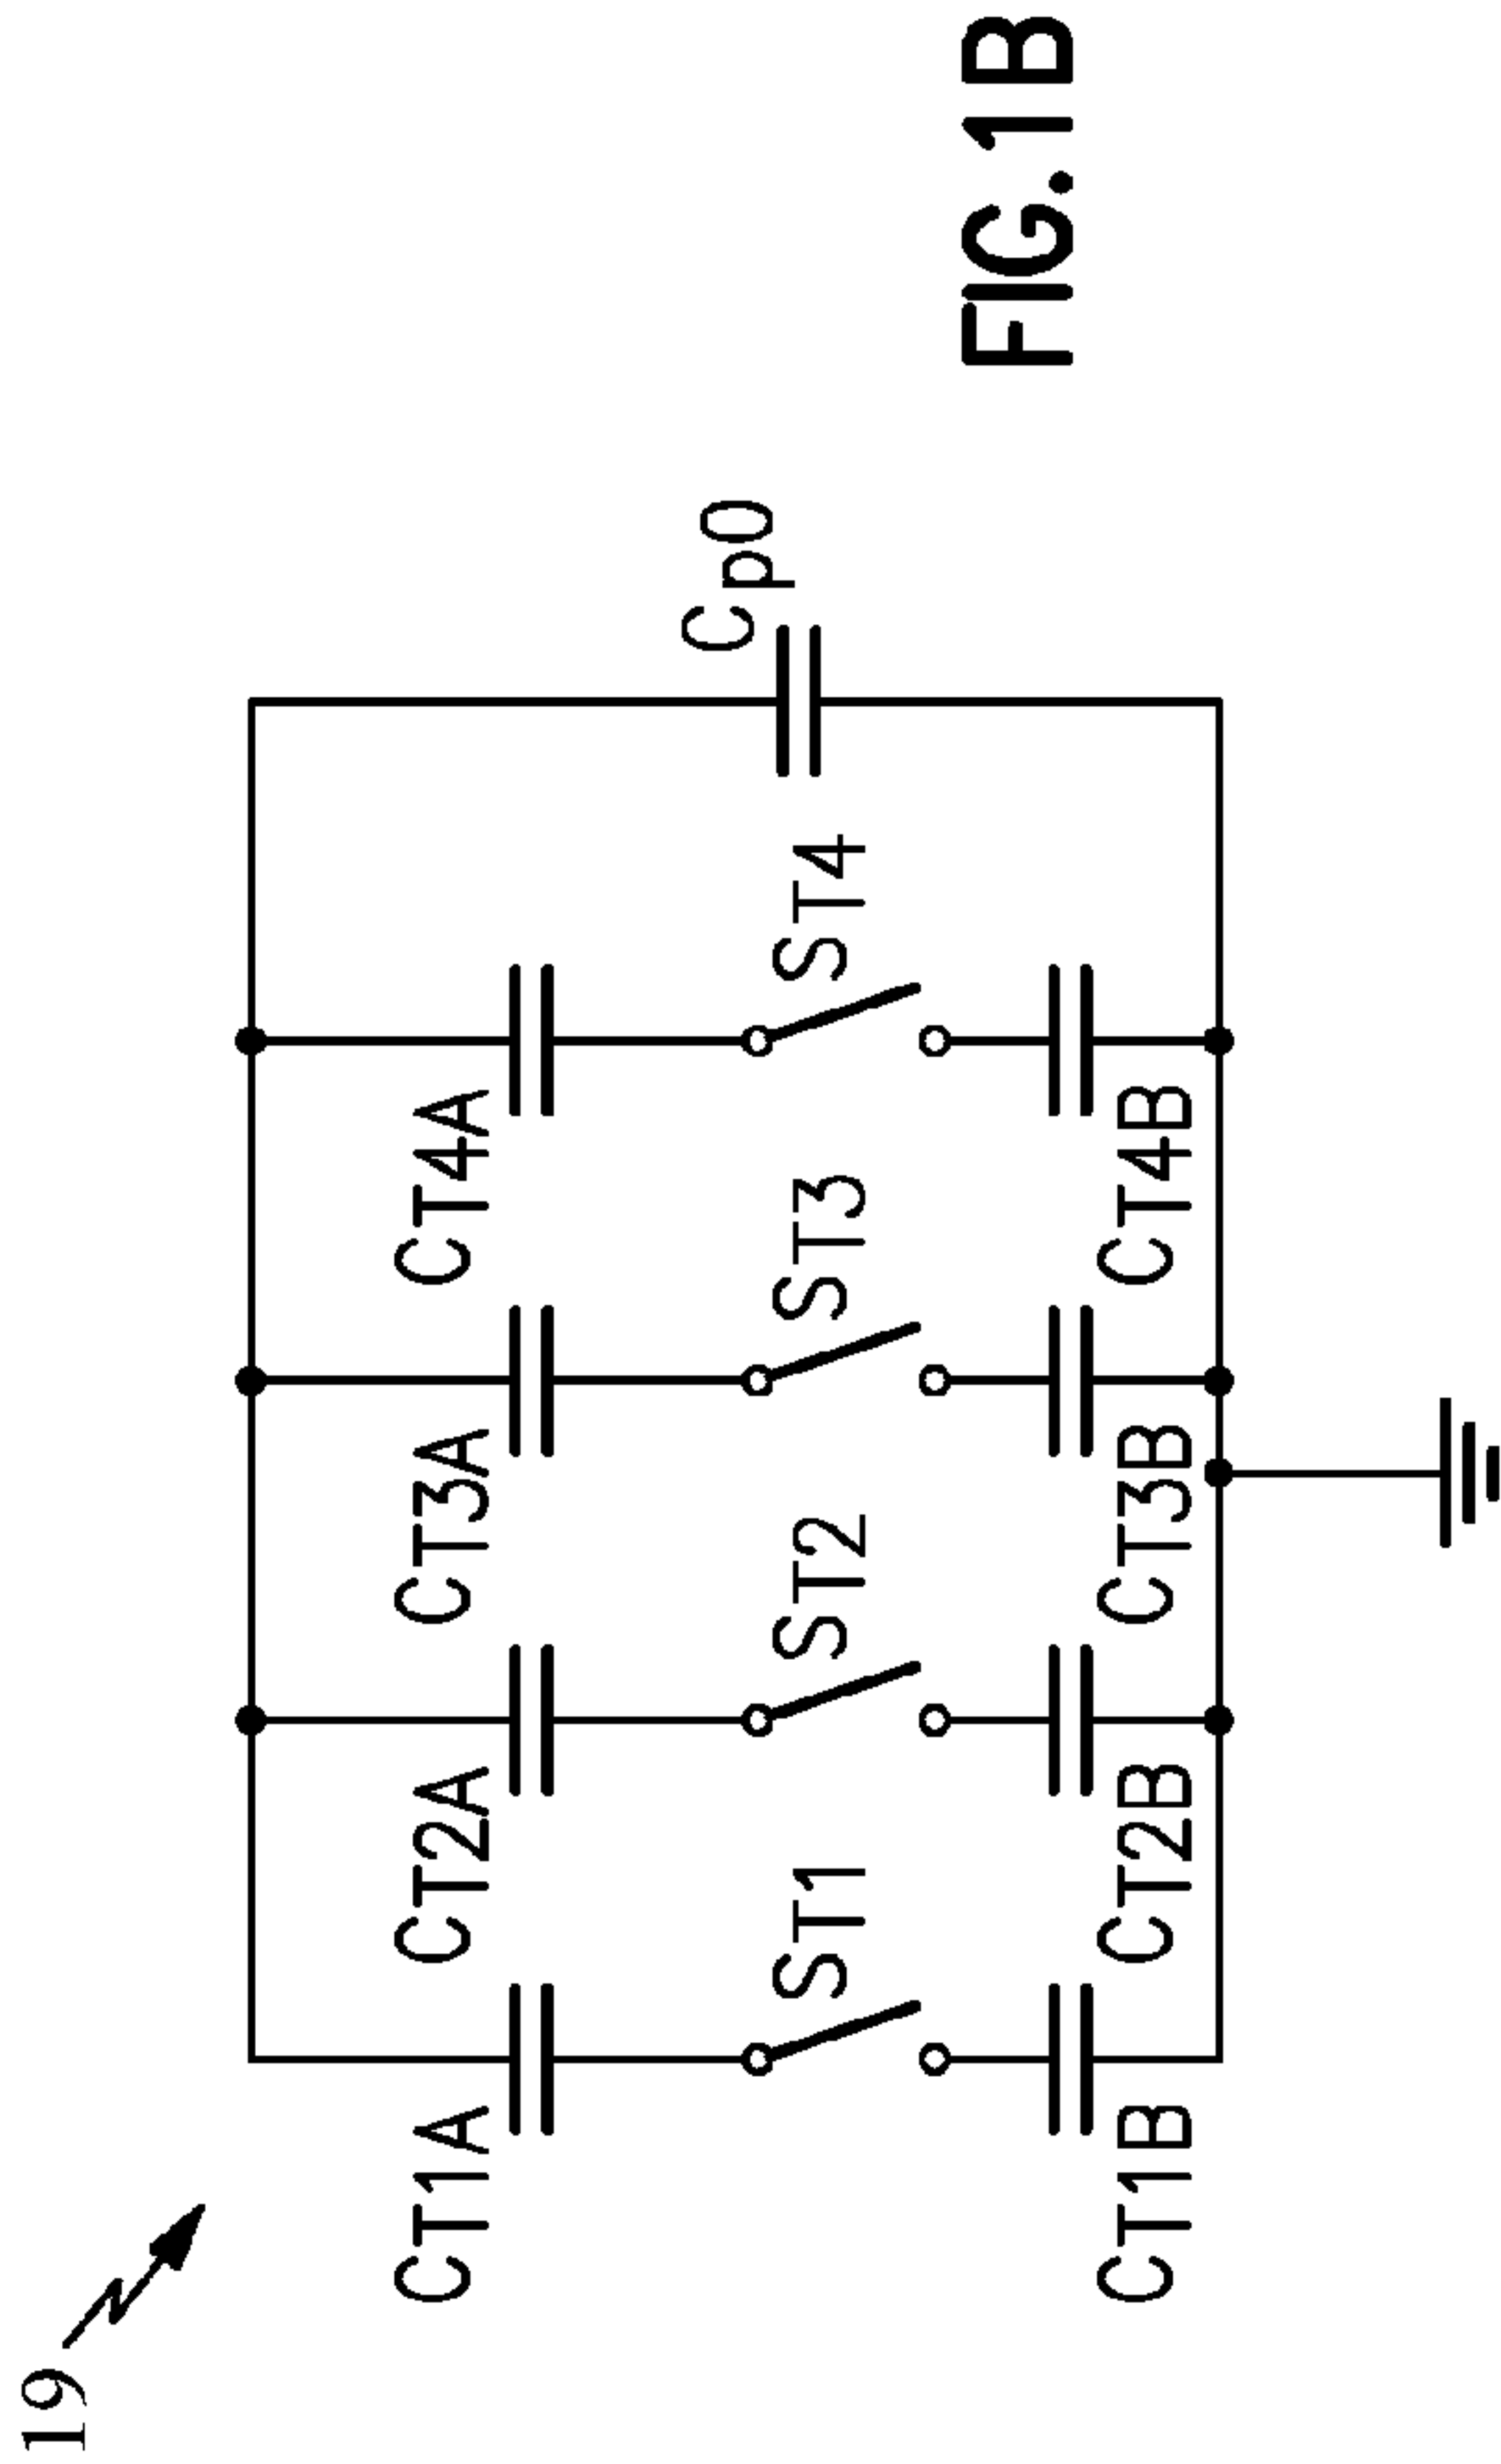 19
CT1A
CT2A
CT3A
CT4A
ST1
ST2
ST3
ST4
Cp0
CT1B
CT2B
CT3B
CT4B
FIG. 1B